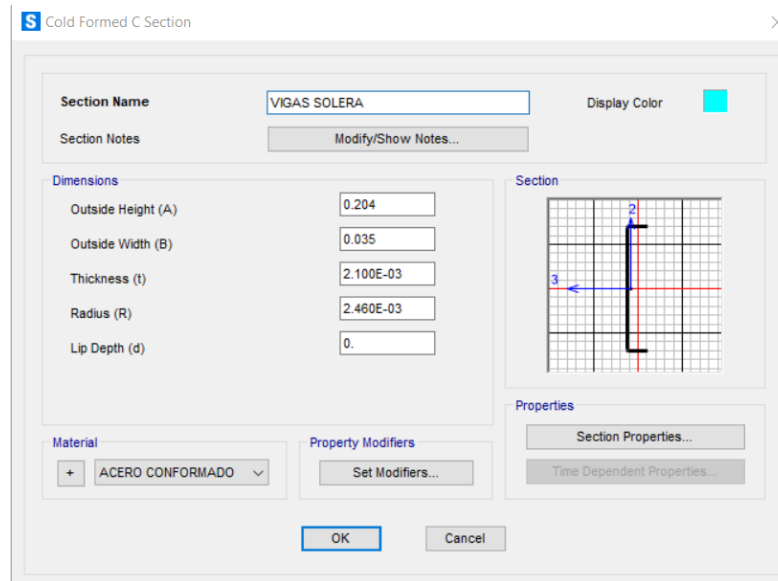 S Cold Formed C Section
Section Name VIGAS SOLERA Display Color
Section Notes Modify/Show Notes...
Dimensions
Outside Height (A) 0.204
Outside Width (B) 0.035
Thickness (t) 2.100E-03
Radius (R) 2.460E-03
Lip Depth (d) 0.
Section
2
3
Properties
Section Properties...
Time Dependent Properties...
Material
+ ACERO CONFORMADO
Property Modifiers
Set Modifiers...
OK Cancel